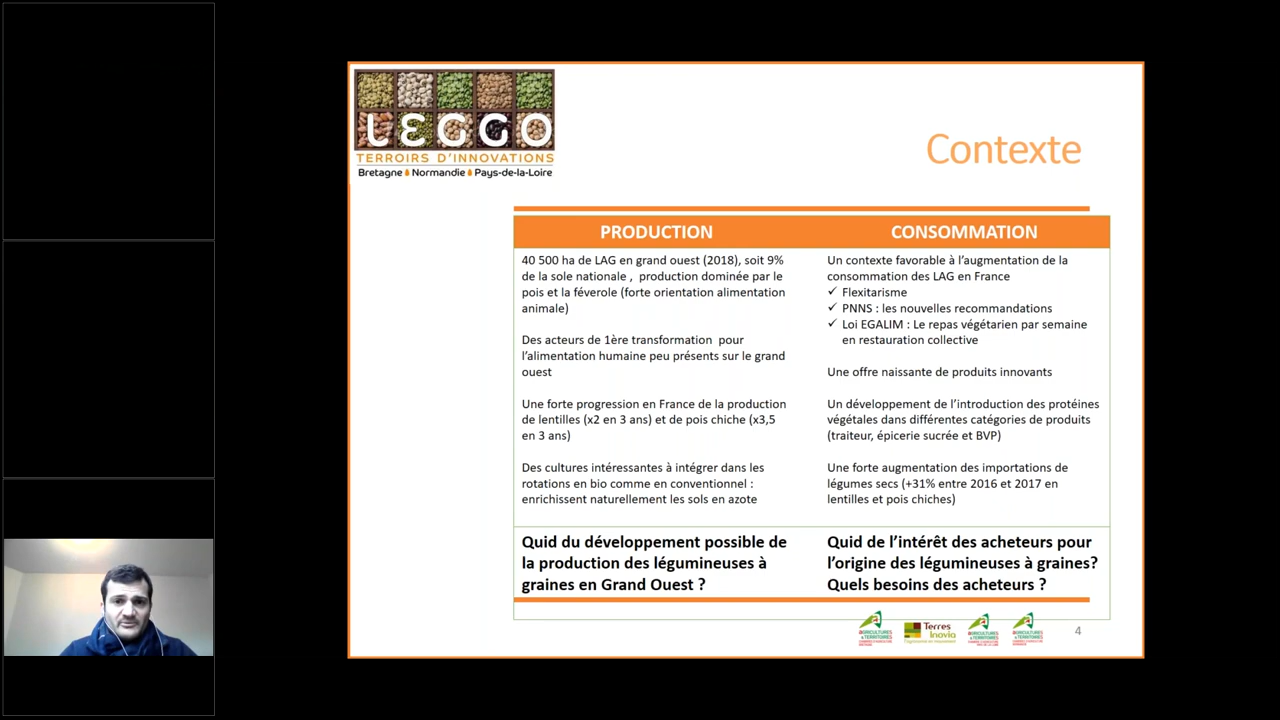 LEGGO
TERROIRS D'INNOVATIONS
Bretagne Normandie Pays-de-la-Loire
Contexte
PRODUCTION
40 500 ha de LAG en grand ouest (2018), soit 9%
de la sole nationale , production dominée par le
pois et la féverole (forte orientation alimentation
animale)
Des acteurs de 1ère transformation pour
l'alimentation humaine peu présents sur le grand
ouest
Une forte progression en France de la production
de lentilles (x2 en 3 ans) et de pois chiche (x3,5
en 3 ans)
Des cultures intéressantes à intégrer dans les
rotations en bio comme en conventionnel :
enrichissent naturellement les sols en azote
Quid du développement possible de
la production des légumineuses à
graines en Grand Ouest ?
CONSOMMATION
Un contexte favorable à l'augmentation de la
consommation des LAG en France
✓ Flexitarisme
✓ PNNS : les nouvelles recommandations
✓ Loi EGALIM : Le repas végétarien par semaine
en restauration collective
Une offre naissante de produits innovants
Un développement de l'introduction des protéines
végétales dans différentes catégories de produits
(traiteur, épicerie sucrée et BVP)
Une forte augmentation des importations de
légumes secs (+31% entre 2016 et 2017 en
lentilles et pois chiches)
Quid de l'intérêt des acheteurs pour
l'origine des légumineuses à graines?
Quels besoins des acheteurs ?
AGRICULTURES
& TERRITOIRES
Terres
Inovia
AGRICULTURES
& TERRITOIRES
AGRICULTURES
& TERRITOIRES
4